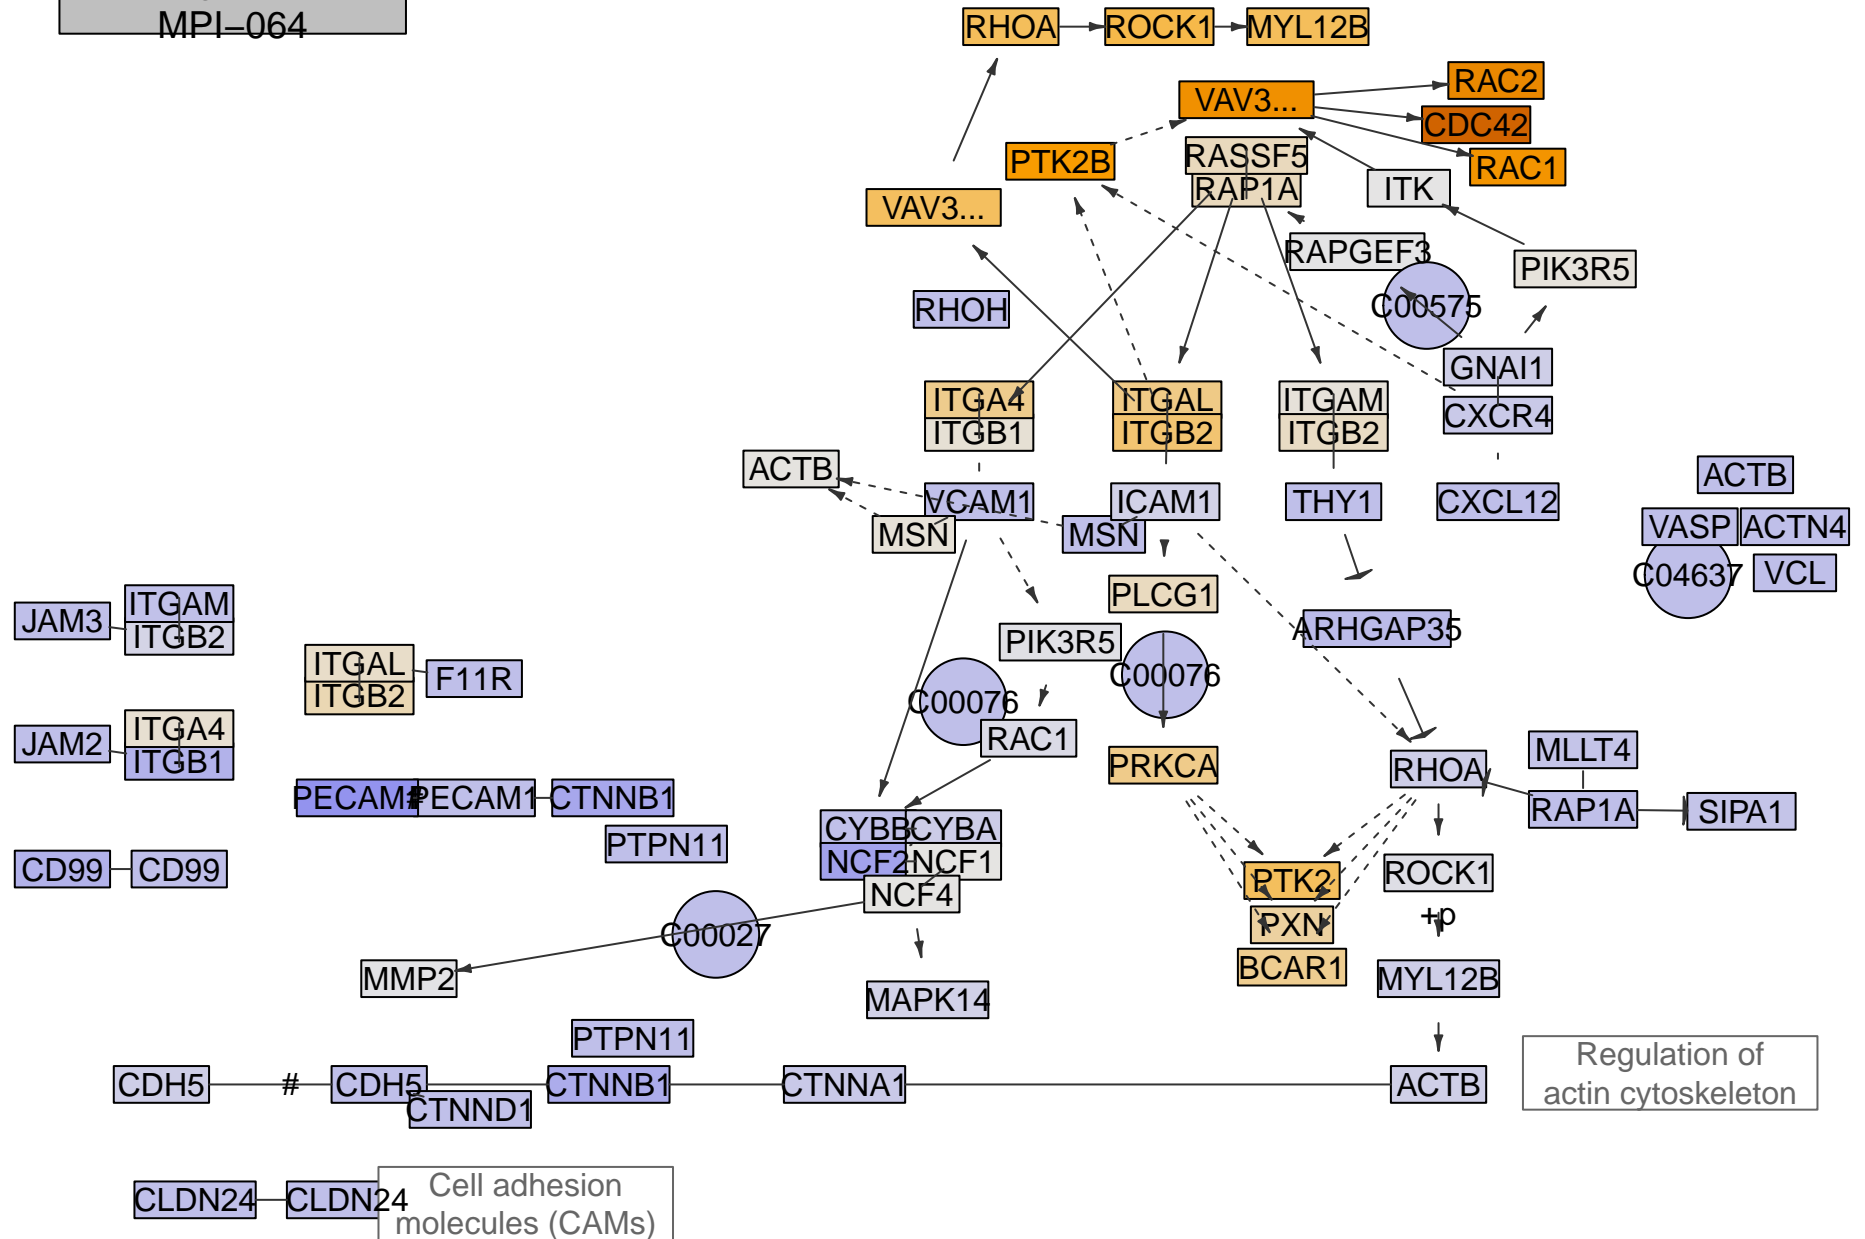 MPI−064
RHOA
ROCK1
MYL12B
RAC2
VAV3...
CDC42
RASSF5
PTK2B
RAC1
RAP1A
ITK
VAV3...
RAPGEF3
PIK3R5
C00575
RHOH
GNAI1
ITGA4
ITGAL
ITGAM
CXCR4
ITGB1
ITGB2
ITGB2
ACTB
ACTB
VCAM1
ICAM1
THY1
CXCL12
MSN
MSN
VASP
ACTN4
C04637
VCL
PLCG1
ITGAM
JAM3
ITGB2
ARHGAP35
PIK3R5
ITGAL
F11R
C00076
ITGB2
C00076
ITGA4
JAM2
ITGB1
RAC1
PRKCA
RHOA
MLLT4
PECAM1
#
PECAM1
CTNNB1
RAP1A
SIPA1
CYBB
CYBA
PTPN11
NCF2
NCF1
CD99
CD99
ROCK1
PTK2
NCF4
+p
PXN
C00027
BCAR1
MMP2
MYL12B
MAPK14
PTPN11
Regulation of
actin cytoskeleton
CDH5
#
CDH5
CTNNB1
CTNNA1
ACTB
CTNND1
CLDN24
CLDN24
Cell adhesion
molecules (CAMs)